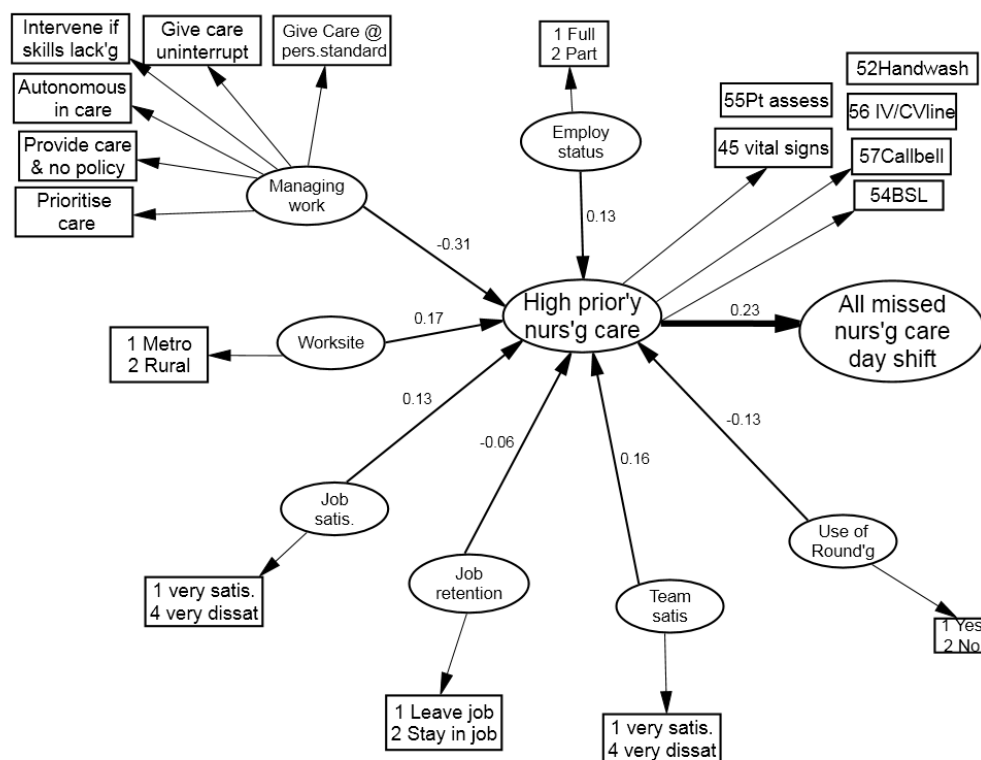 Intervene if
skills lack'g
Give care
uninterrupt
Give Care @
pers.standard
1 Full
2 Part
52Handwash
55Pt assess
56 IV/CVline
Autonomous
in care
Employ
status
45 vital signs
57Callbell
Provide care
& no policy
Managing
work
54BSL
Prioritise
care
0.13
-0.31
High prior'y
nurs'g care
0.23
All missed
nurs'g care
day shift
0.17
Worksite
1 Metro
2 Rural
0.13
-0.06
0.16
-0.13
Job
satis.
Use of
Round'g
Job
retention
Team
satis
1 very satis.
4 very dissat
1 Yes
2 No
1 Leave job
2 Stay in job
1 very satis.
4 very dissat